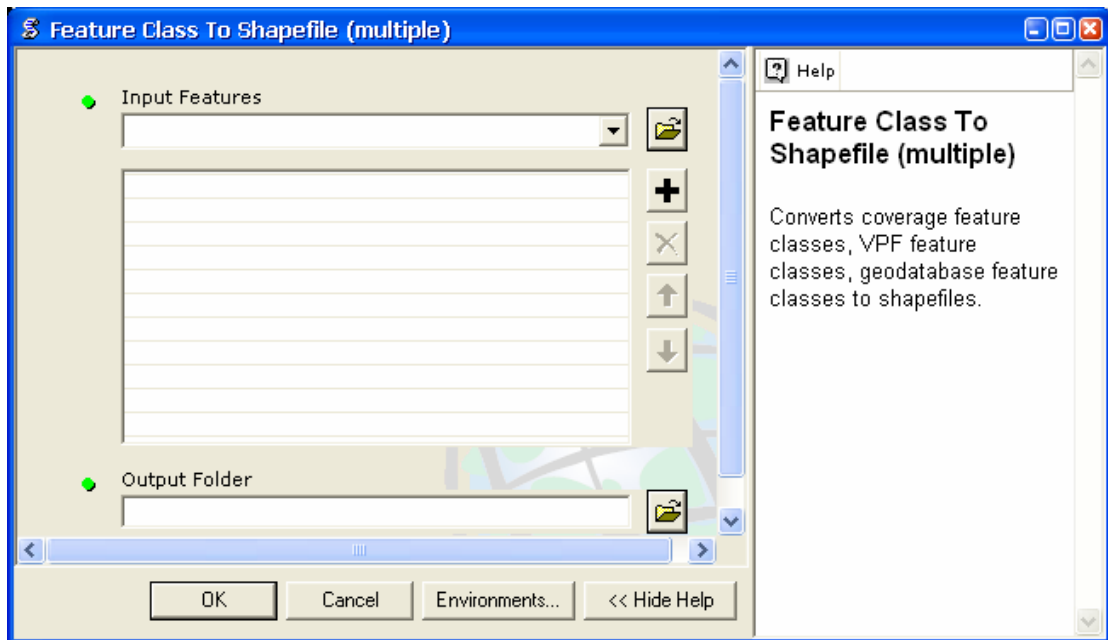 Feature Class To Shapefile (multiple)
Input Features
Output Folder
OK
Cancel
Environments...
<< Hide Help
Help
Feature Class To
Shapefile (multiple)
Converts coverage feature
classes, VPF feature
classes, geodatabase feature
classes to shapefiles.